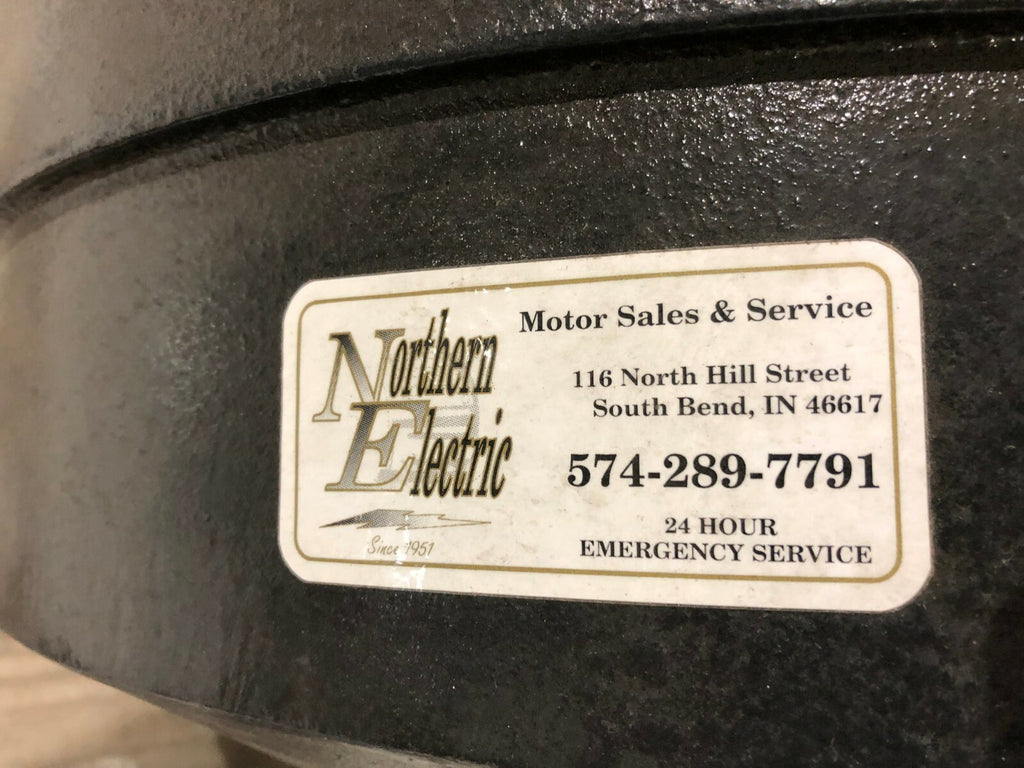 Northern
Electric
Since 1951
Motor Sales & Service
116 North Hill Street
South Bend, IN 46617
574-289-7791
24 HOUR
EMERGENCY SERVICE